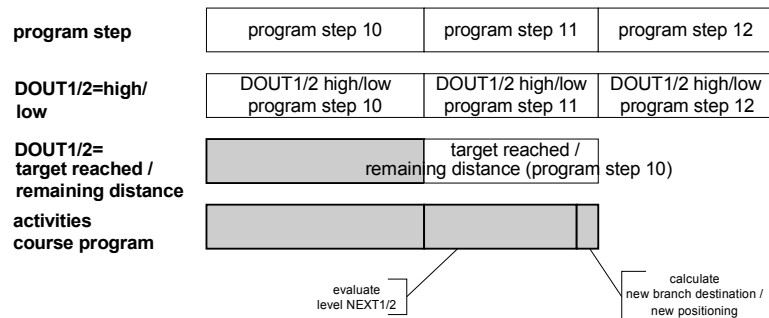 program step
program step 10
program step 11
program step 12
DOUT1/2=high/
low
DOUT1/2 high/low
program step 10
DOUT1/2 high/low
program step 11
DOUT1/2 high/low
program step 12
DOUT1/2=
target reached /
remaining distance
target reached /
remaining distance (program step 10)
activities
course program
evaluate
level NEXT1/2
calculate
new branch destination /
new positioning